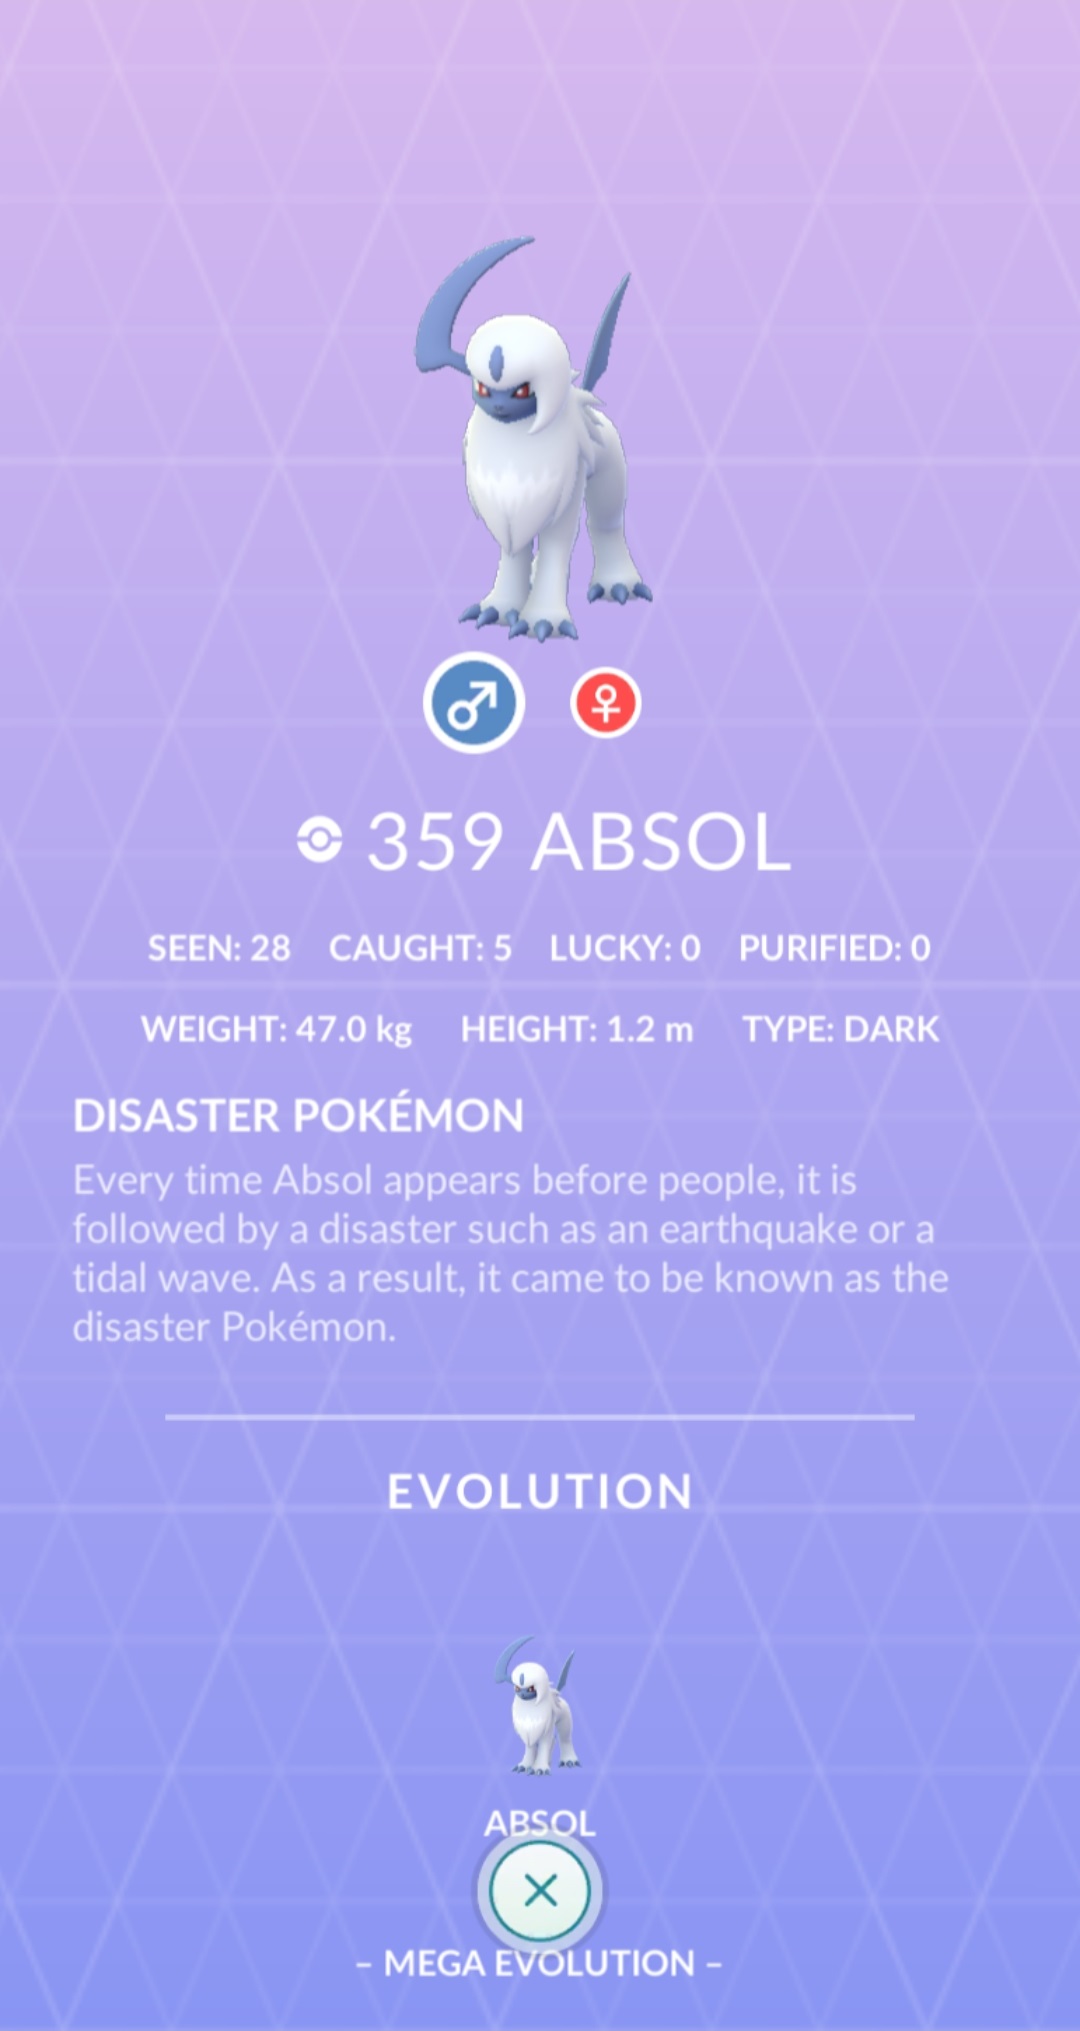 359 ABSOL
SEEN: 28 CAUGHT: 5 LUCKY: 0 PURIFIED: 0
WEIGHT: 47.0 kg HEIGHT: 1.2 m TYPE: DARK
DISASTER POKÉMON
Every time Absol appears before people, it is
followed by a disaster such as an earthquake or a
tidal wave. As a result, it came to be known as the
disaster Pokémon.
EVOLUTION
ABSOL
– MEGA EVOLUTION –